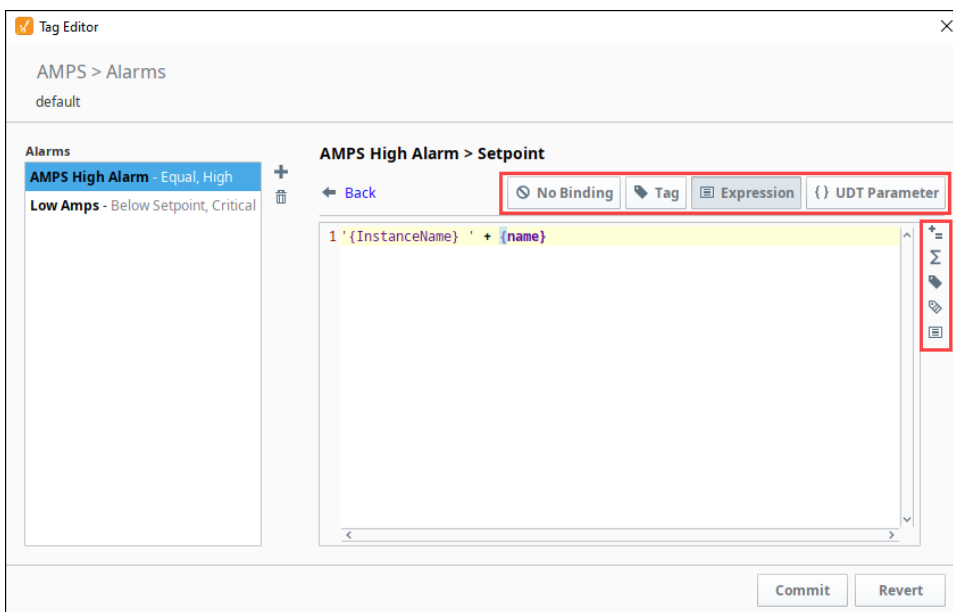 Tag Editor
AMPS > Alarms
default
Alarms
AMPS High Alarm - Equal, High
Low Amps - Below Setpoint, Critical
AMPS High Alarm > Setpoint
Back
No Binding
Tag
Expression
{ } UDT Parameter
1 '{InstanceName} ' + {name}
Commit
Revert